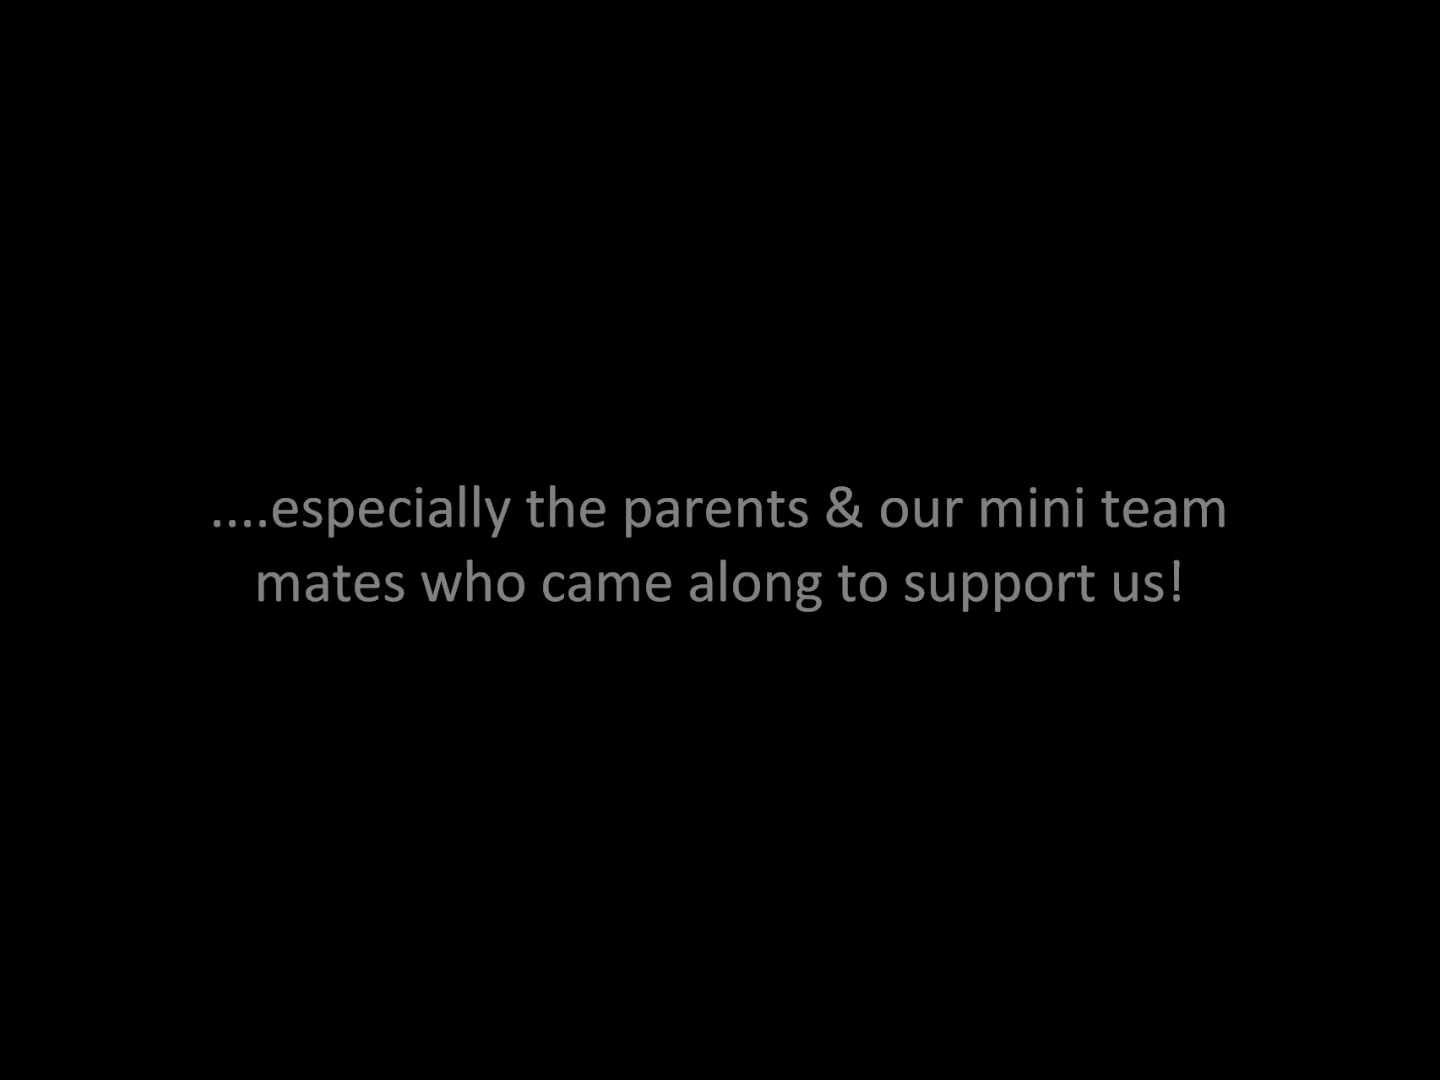 ....especially the parents & our mini team
mates who came along to support us!